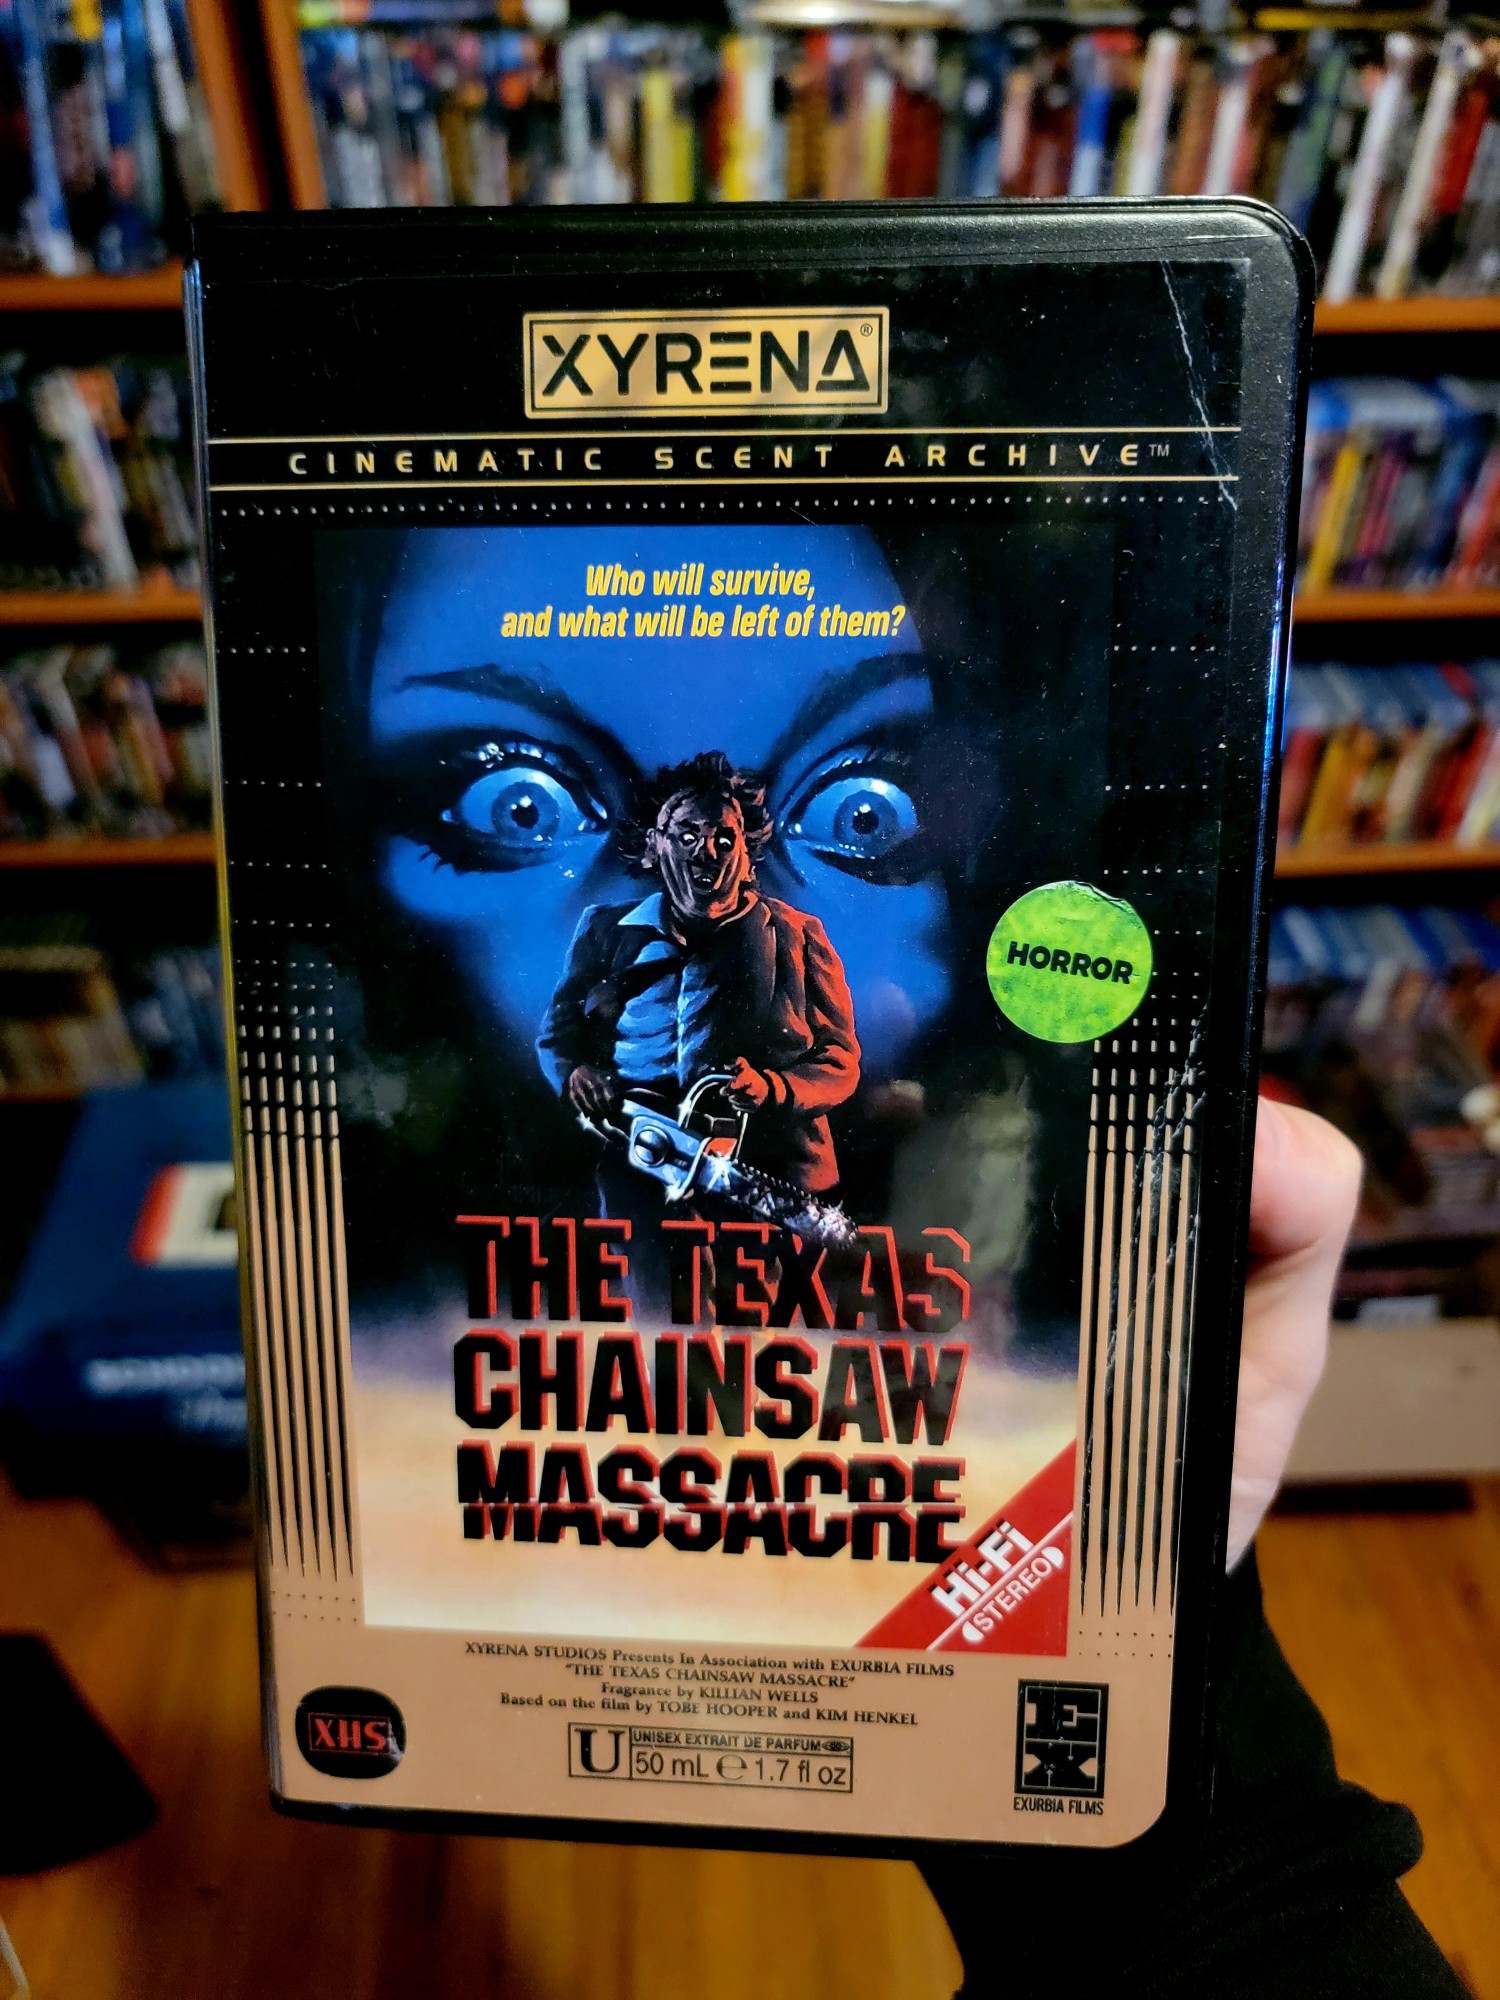 XYRENA®
CINEMATIC SCENT ARCHIVE™
Who will survive,
and what will be left of them?
HORROR
THE TEXAS
CHAINSAW
MASSACRE
Hi-Fi
STEREO
XYRENA STUDIOS Presents In Association with EXURBIA FILMS
"THE TEXAS CHAINSAW MASSACRE"
Fragrance by KILLIAN WELLS
Based on the film by TOBE HOOPER and KIM HENKEL
XHS
U UNISEX EXTRAIT DE PARFUM
50 mL ℮ 1.7 fl oz
EX
EXURBIA FILMS